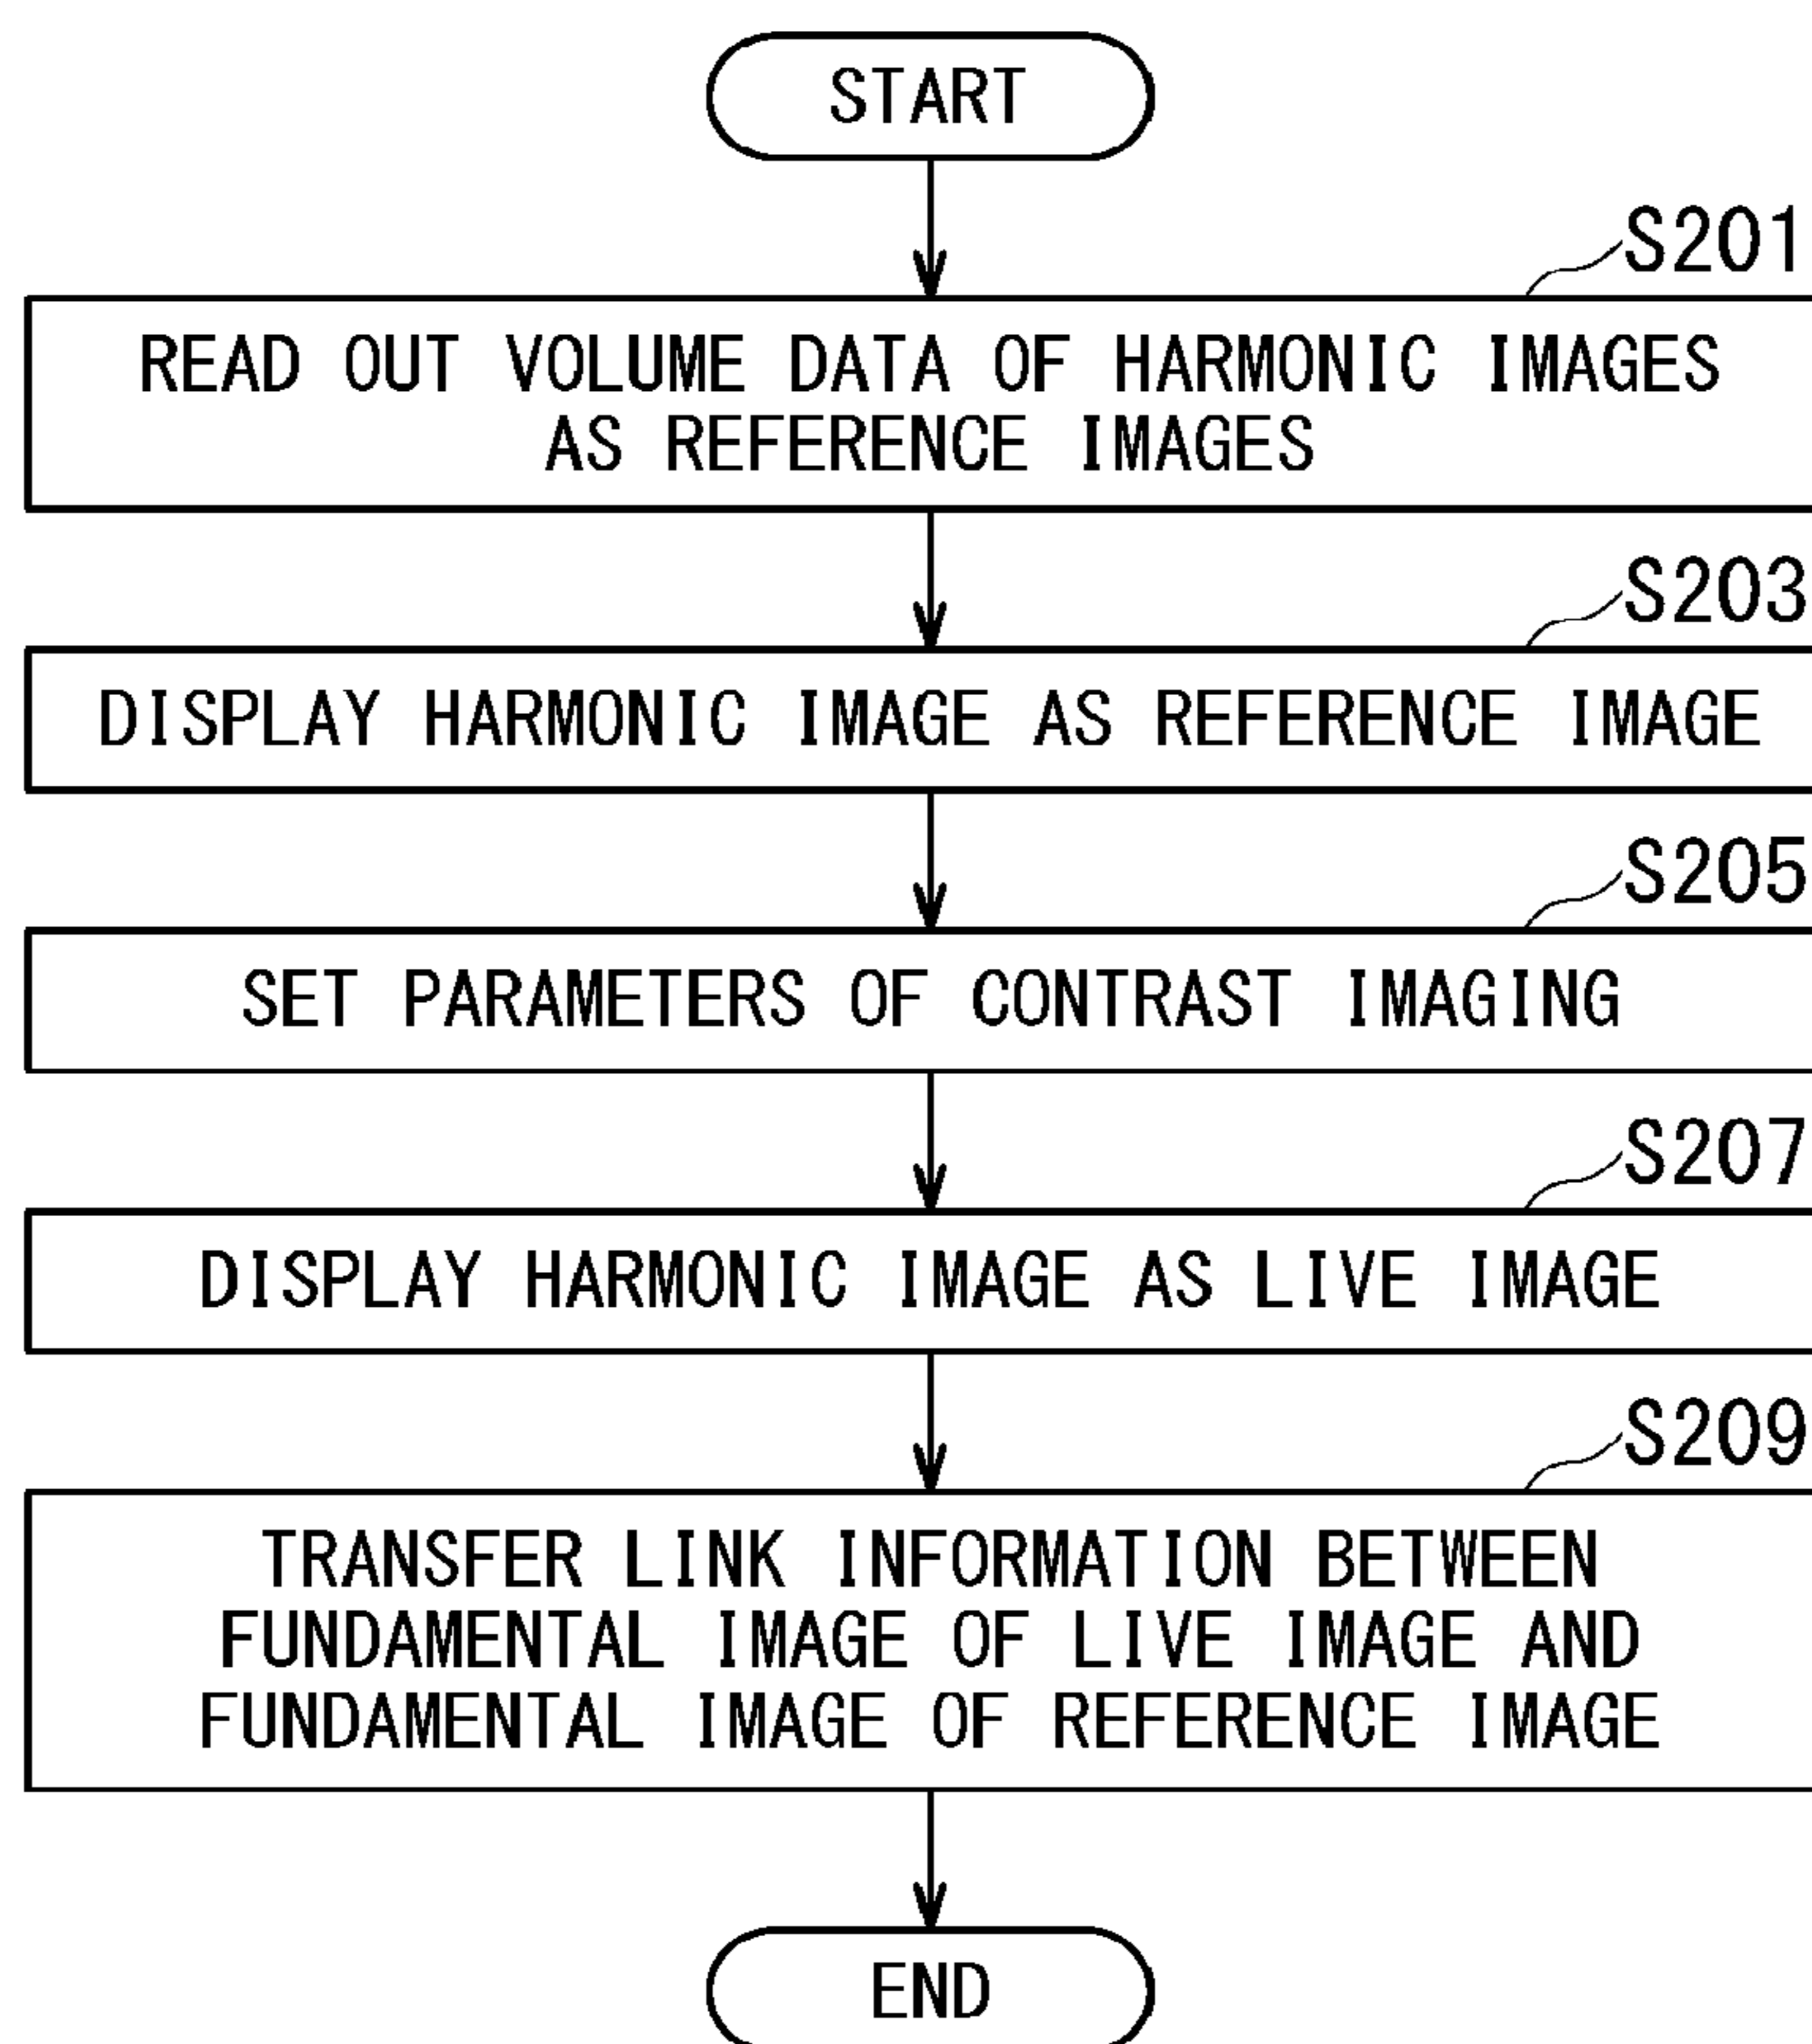 START
S201
READ OUT VOLUME DATA OF HARMONIC IMAGES
AS REFERENCE IMAGES
S203
DISPLAY HARMONIC IMAGE AS REFERENCE IMAGE
S205
SET PARAMETERS OF CONTRAST IMAGING
S207
DISPLAY HARMONIC IMAGE AS LIVE IMAGE
S209
TRANSFER LINK INFORMATION BETWEEN
FUNDAMENTAL IMAGE OF LIVE IMAGE AND
FUNDAMENTAL IMAGE OF REFERENCE IMAGE
END